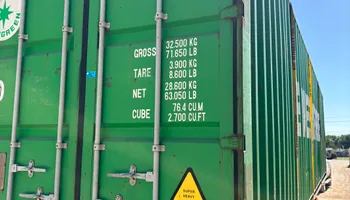 EVERGREEN
GROSS 32.500 KG
71.650 LB
TARE 3.900 KG
8.600 LB
NET 28.600 KG
63.050 LB
CUBE 76.4 CU.M
2.700 CU.FT
SUPER
HEAVY